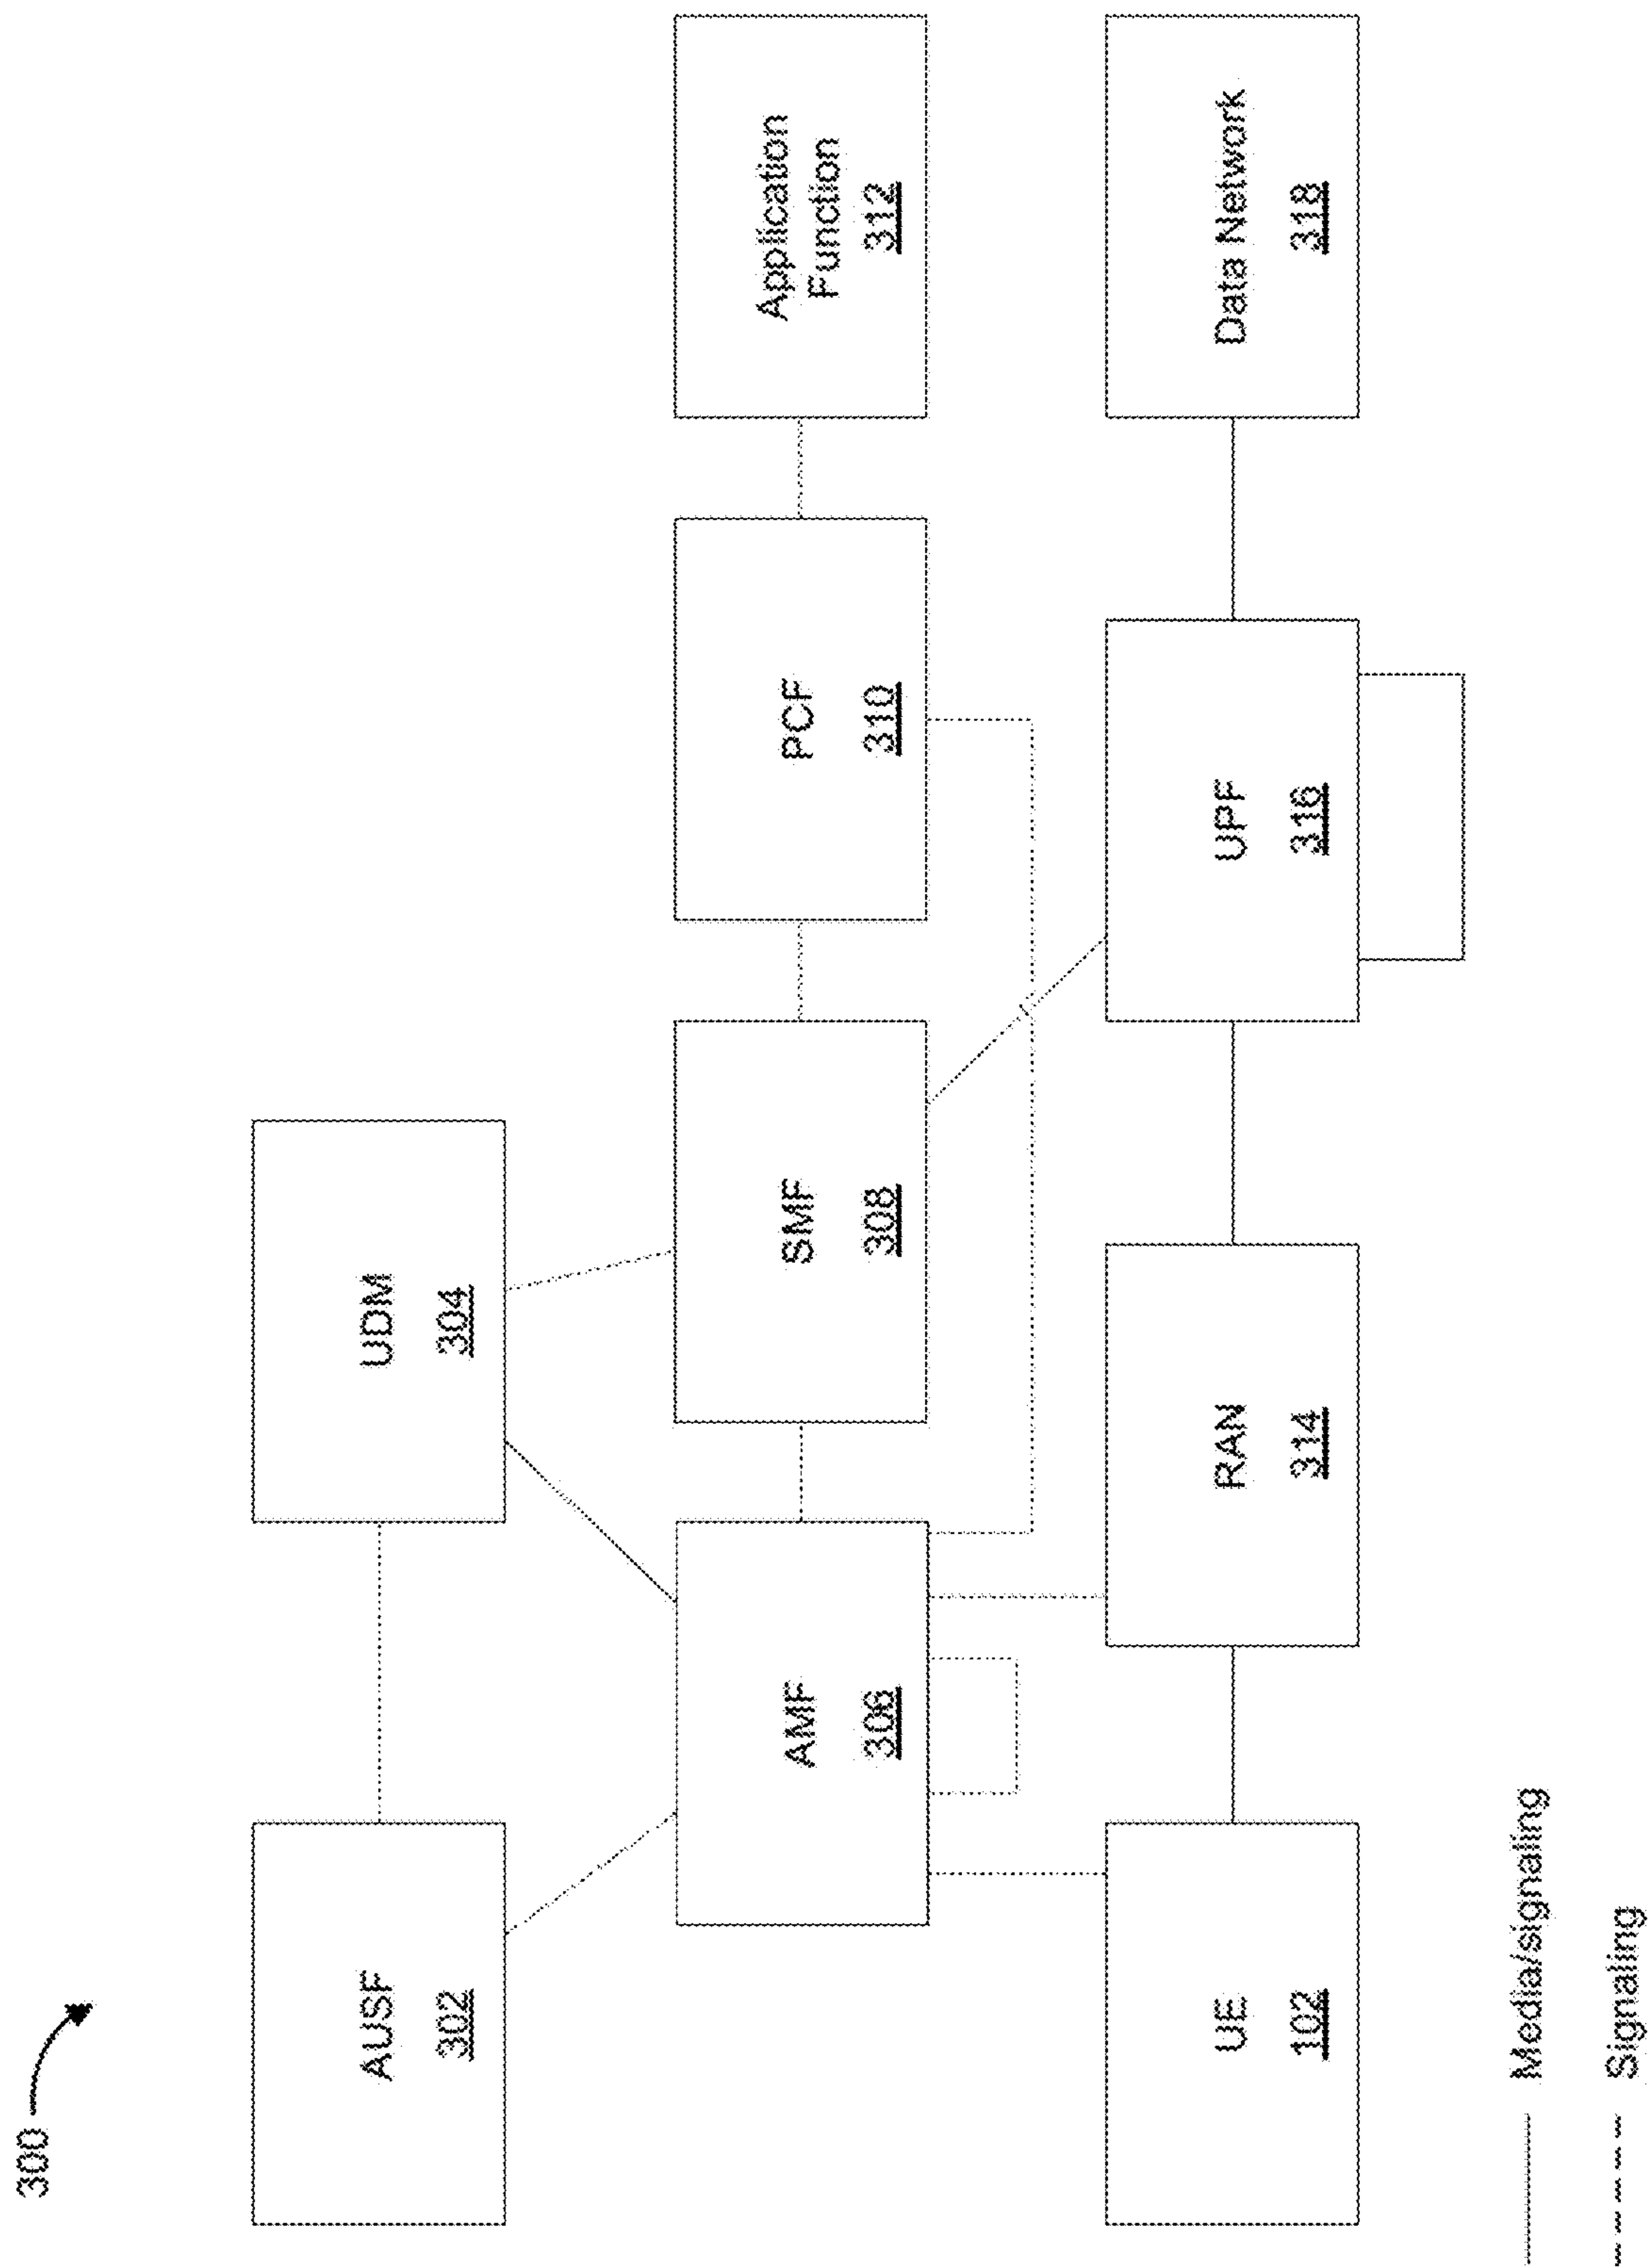 300
AUSF
302
UDM
304
AMF
306
SMF
308
PCF
310
Application
Function
312
UE
102
RAN
314
UPF
316
Data Network
318
Media/signaling
Signaling